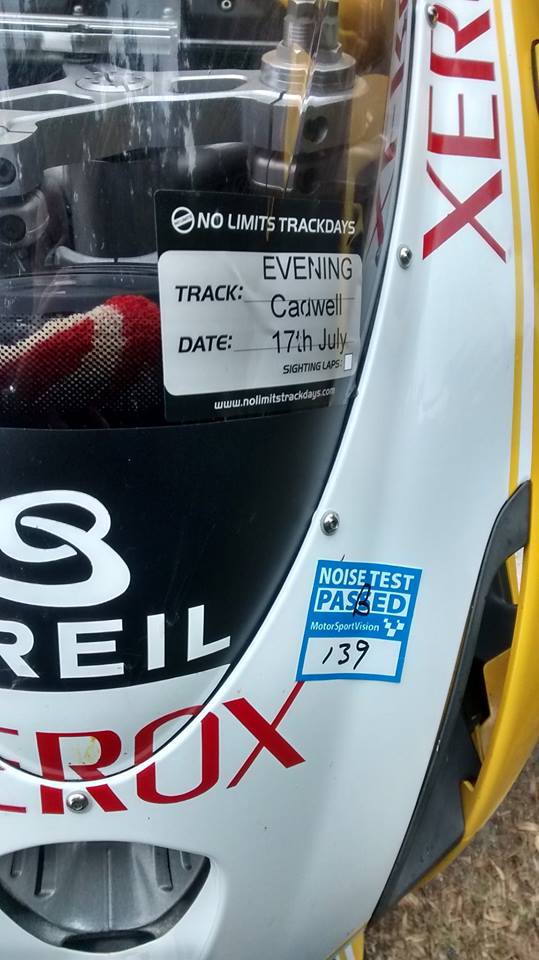 XER
NO LIMITS TRACKDAYS
EVENING
TRACK: Cadwell
DATE: 17th July
SIGHTING LAPS:
www.nolimitstrackdays.com
REIL
NOISE TEST
PASSED
B
MotorSportVision
139
EROX